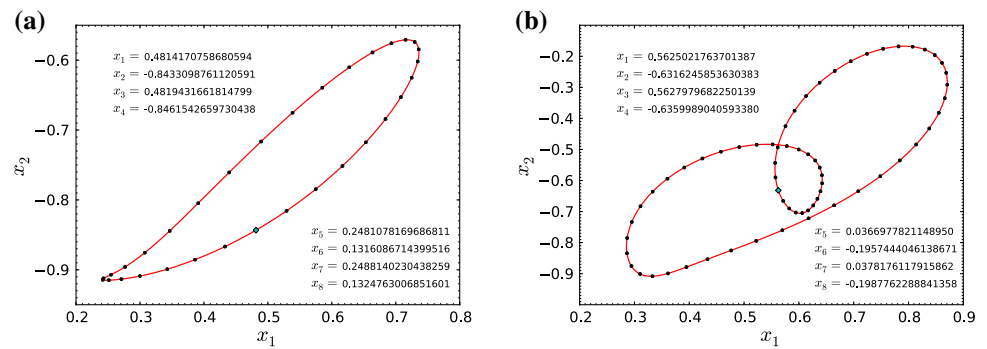 (a)
x₁ = 0.4814170758680594
x₂ = -0.8433098761120591
x₃ = 0.4819431661814799
x₄ = -0.8461542659730438
x₅ = 0.2481078169686811
x₆ = 0.1316086714399516
x₇ = 0.2488140230438259
x₈ = 0.1324763006851601
−0.6
−0.7
−0.8
−0.9
x₂
0.2 0.3 0.4 0.5 0.6 0.7 0.8
x₁
(b)
x₁ = 0.5625021763701387
x₂ = -0.6316245853630383
x₃ = 0.5627979682250139
x₄ = -0.6359989040593380
x₅ = 0.0366977821148950
x₆ = -0.1957444046138671
x₇ = 0.0378176117915862
x₈ = -0.1987762288841358
−0.2
−0.3
−0.4
−0.5
−0.6
−0.7
−0.8
−0.9
x₂
0.2 0.3 0.4 0.5 0.6 0.7 0.8 0.9
x₁